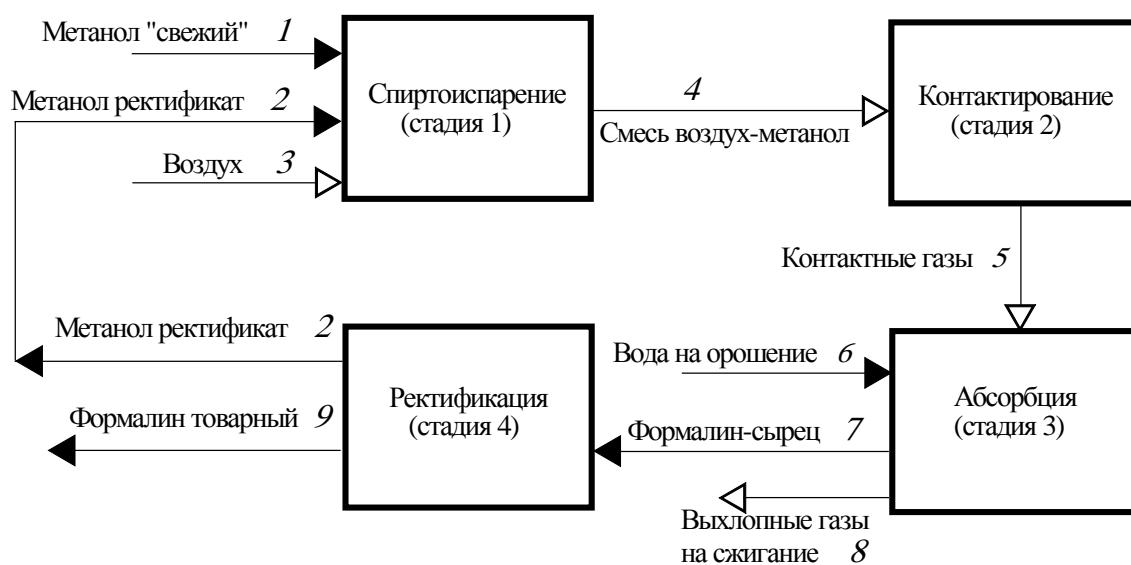 Метанол "свежий" 1
Метанол ректификат 2
Воздух 3
Спиртоиспарение
(стадия 1)
4
Смесь воздух-метанол
Контактирование
(стадия 2)
Контактные газы 5
Метанол ректификат 2
Формалин товарный 9
Ректификация
(стадия 4)
Вода на орошение 6
Формалин-сырец 7
Абсорбция
(стадия 3)
Выхлопные газы
на сжигание 8